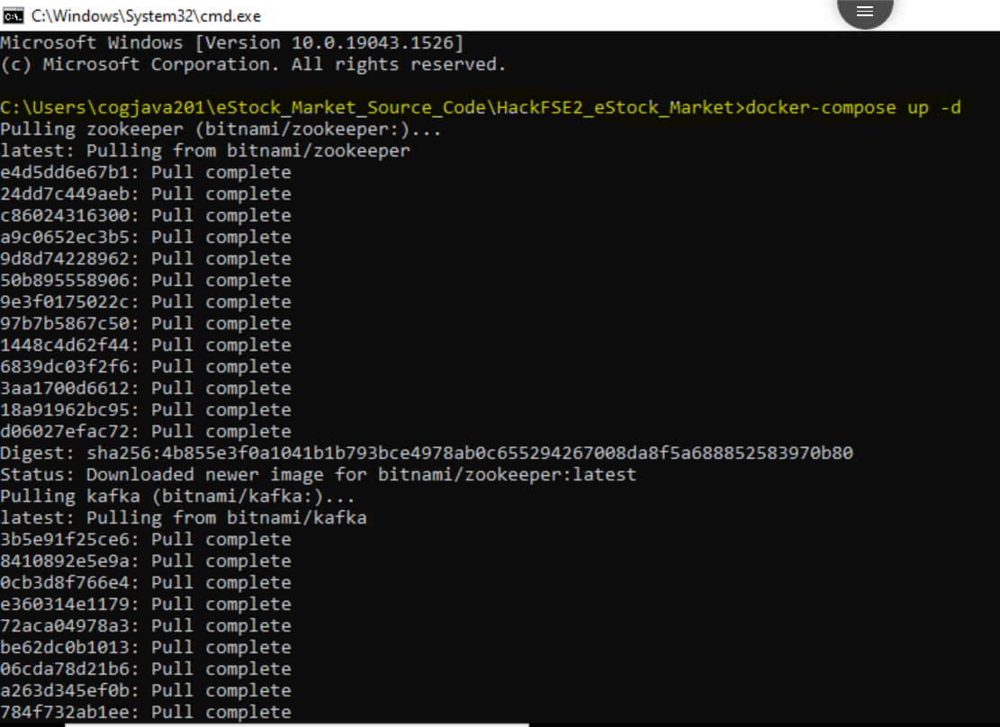 C:\Windows\System32\cmd.exe
Microsoft Windows [Version 10.0.19043.1526]
(c) Microsoft Corporation. All rights reserved.
C:\Users\cogjava201\eStock_Market_Source_Code\HackFSE2_eStock_Market>docker-compose up -d
Pulling zookeeper (bitnami/zookeeper:)...
latest: Pulling from bitnami/zookeeper
e4d5dd6e67b1: Pull complete
24dd7c449aeb: Pull complete
c86024316300: Pull complete
a9c0652ec3b5: Pull complete
9d8d74228962: Pull complete
50b895558906: Pull complete
9e3f0175022c: Pull complete
97b7b5867c50: Pull complete
1448c4d62f44: Pull complete
6839dc03f2f6: Pull complete
3aa1700d6612: Pull complete
18a91962bc95: Pull complete
d06027efac72: Pull complete
Digest: sha256:4b855e3f0a1041b1b793bce4978ab0c655294267008da8f5a688852583970b80
Status: Downloaded newer image for bitnami/zookeeper:latest
Pulling kafka (bitnami/kafka:)...
latest: Pulling from bitnami/kafka
3b5e91f25ce6: Pull complete
8410892e5e9a: Pull complete
0cb3d8f766e4: Pull complete
e360314e1179: Pull complete
72aca04978a3: Pull complete
be62dc0b1013: Pull complete
06cda78d21b6: Pull complete
a263d345ef0b: Pull complete
784f732ab1ee: Pull complete